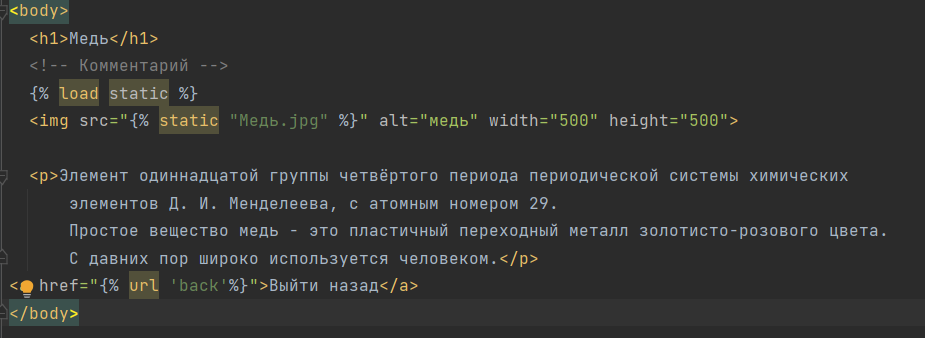 <body>
<h1>Медь</h1>
<!-- Комментарий -->
{% load static %}
<img src="{% static "Медь.jpg" %}" alt="медь" width="500" height="500">
<p>Элемент одиннадцатой группы четвёртого периода периодической системы химических
элементов Д. И. Менделеева, с атомным номером 29.
Простое вещество медь - это пластичный переходный металл золотисто-розового цвета.
С давних пор широко используется человеком.</p>
< href="{% url 'back'%}">Выйти назад</a>
</body>